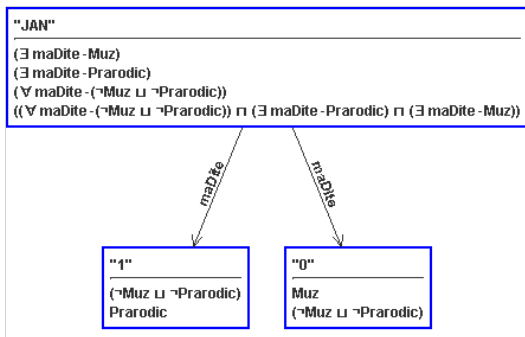 "JAN"
(∃ maDite - Muz)
(∃ maDite - Prarodic)
(∀ maDite - (¬Muz ⊔ ¬Prarodic))
((∀ maDite - (¬Muz ⊔ ¬Prarodic)) ⊓ (∃ maDite - Prarodic) ⊓ (∃ maDite - Muz))
maDite
maDite
"1"
(¬Muz ⊔ ¬Prarodic)
Prarodic
"0"
Muz
(¬Muz ⊔ ¬Prarodic)